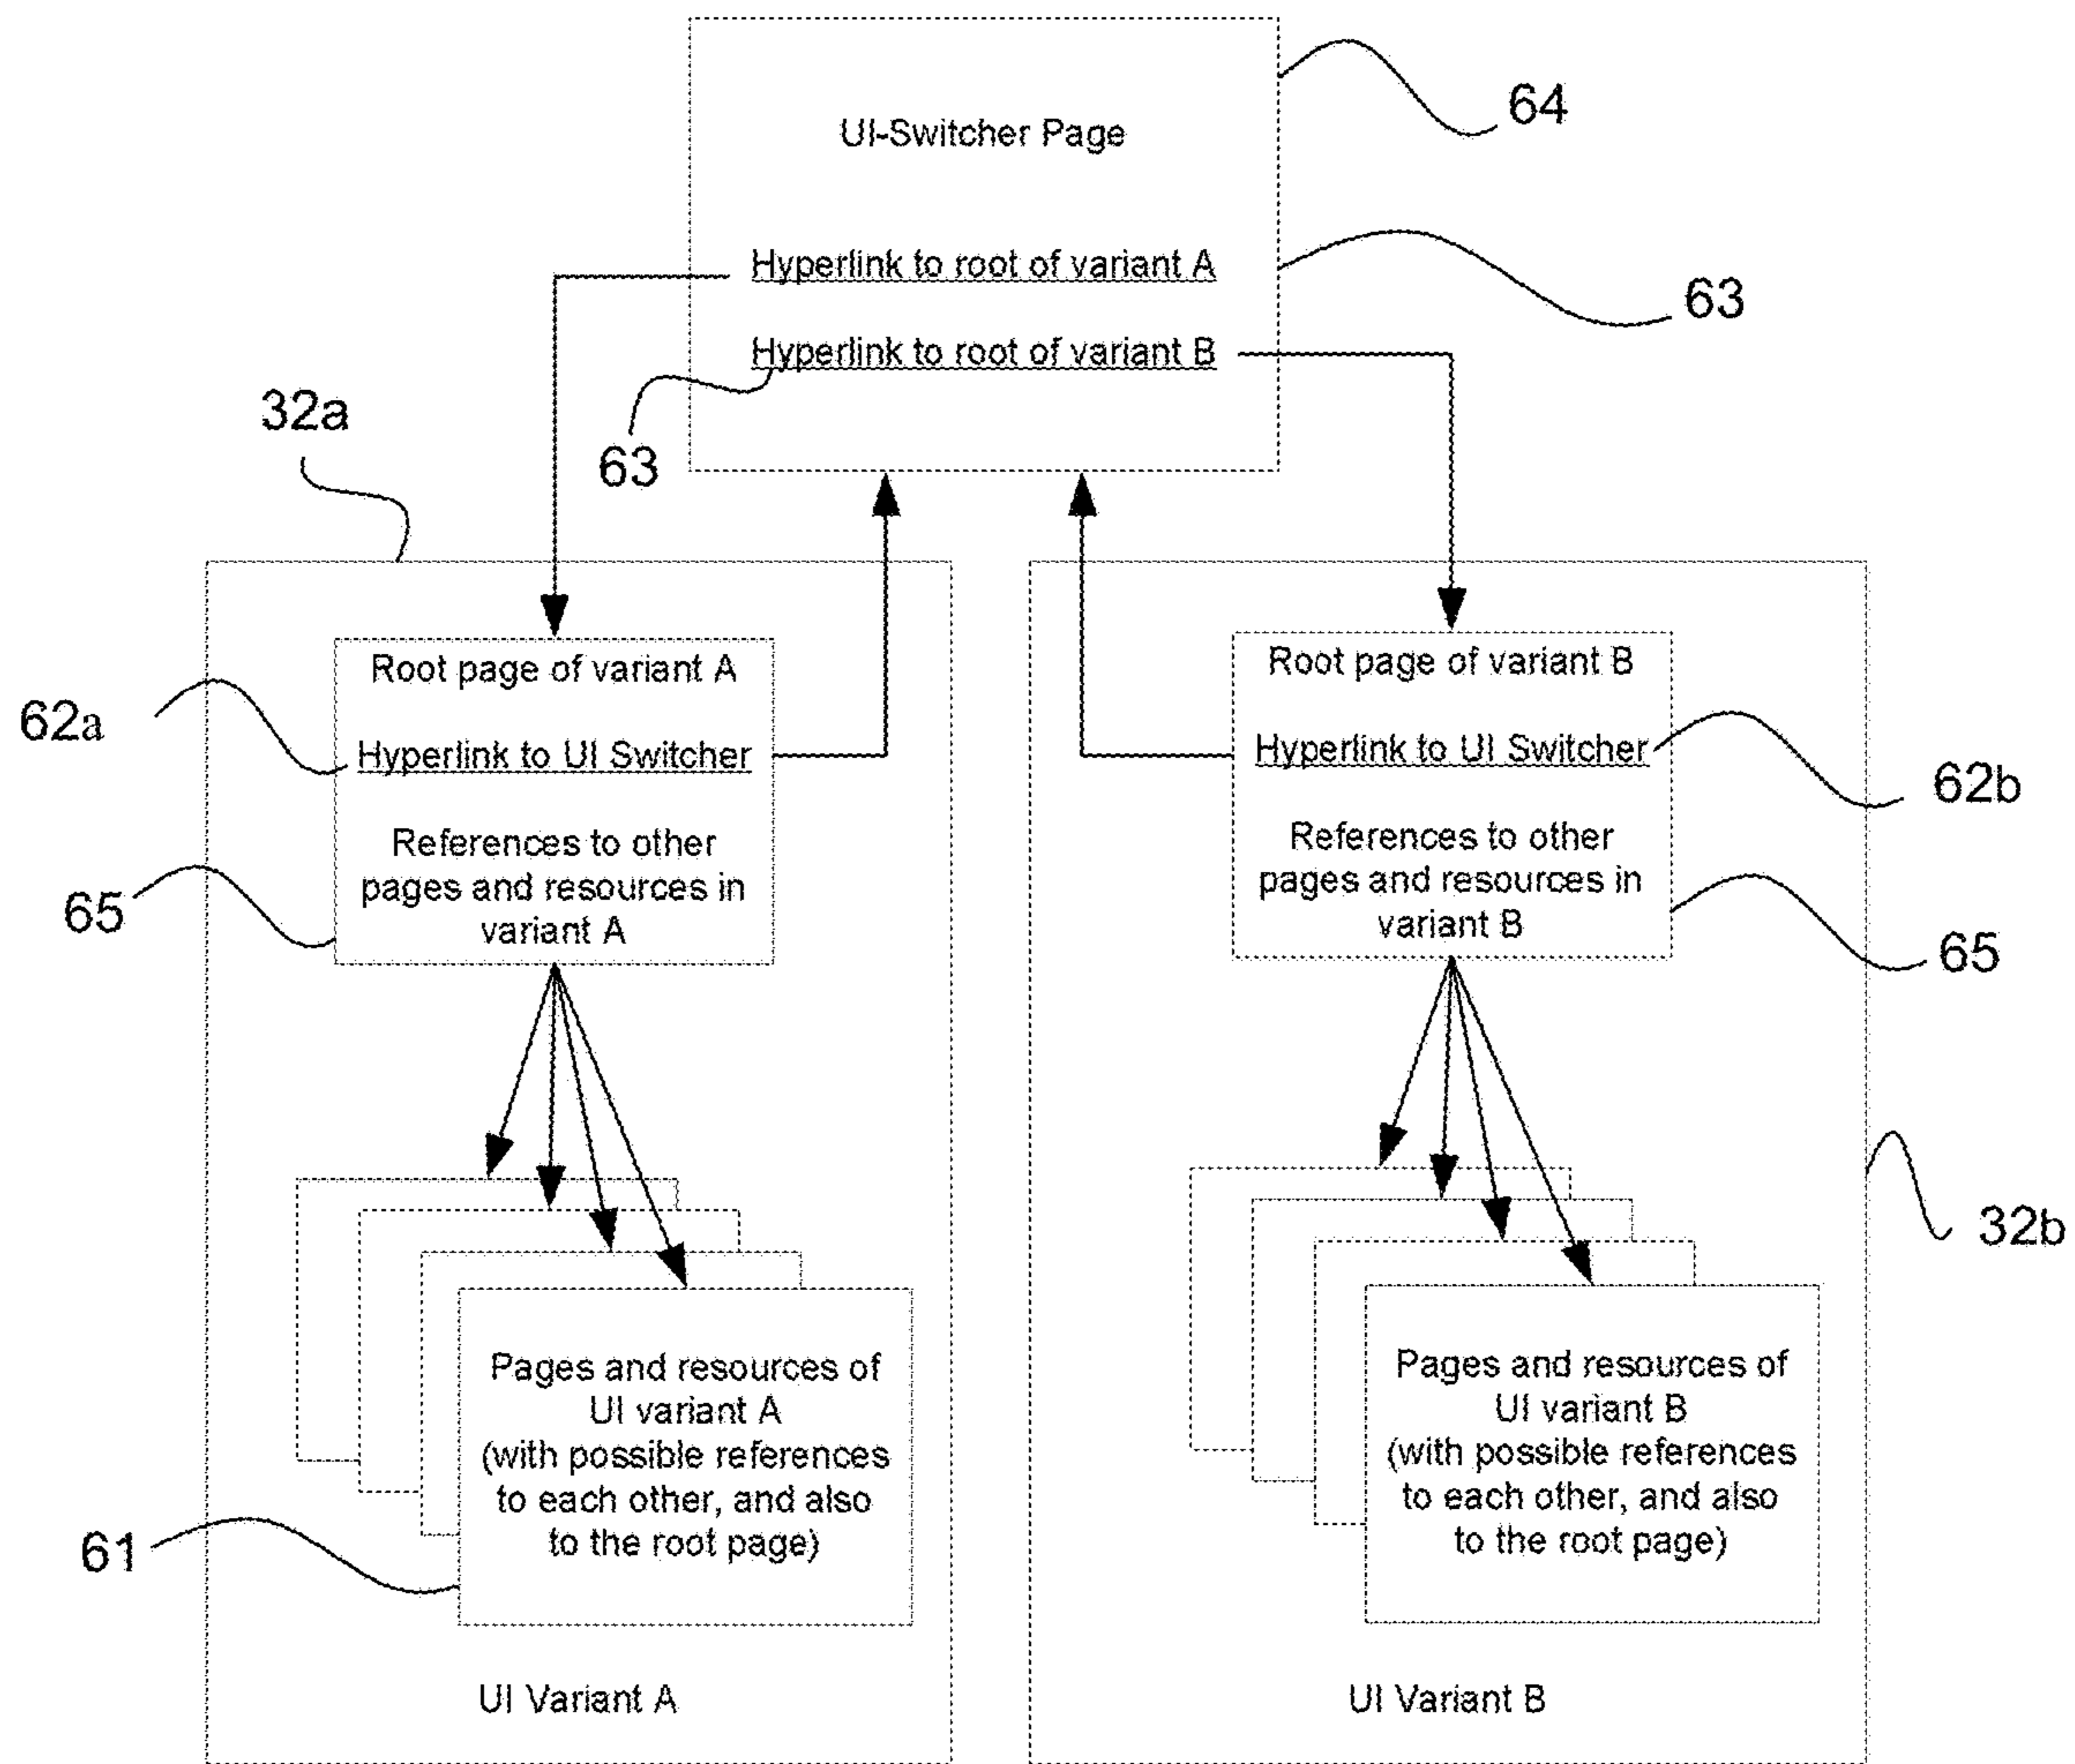 64
UI-Switcher Page
Hyperlink to root of variant A
63
Hyperlink to root of variant B
32a
63
Root page of variant A
62a
Hyperlink to UI Switcher
References to other
pages and resources in
variant A
65
Root page of variant B
Hyperlink to UI Switcher
62b
References to other
pages and resources in
variant B
65
32b
Pages and resources of
UI variant A
(with possible references
to each other, and also
to the root page)
61
UI Variant A
Pages and resources of
UI variant B
(with possible references
to each other, and also
to the root page)
UI Variant B